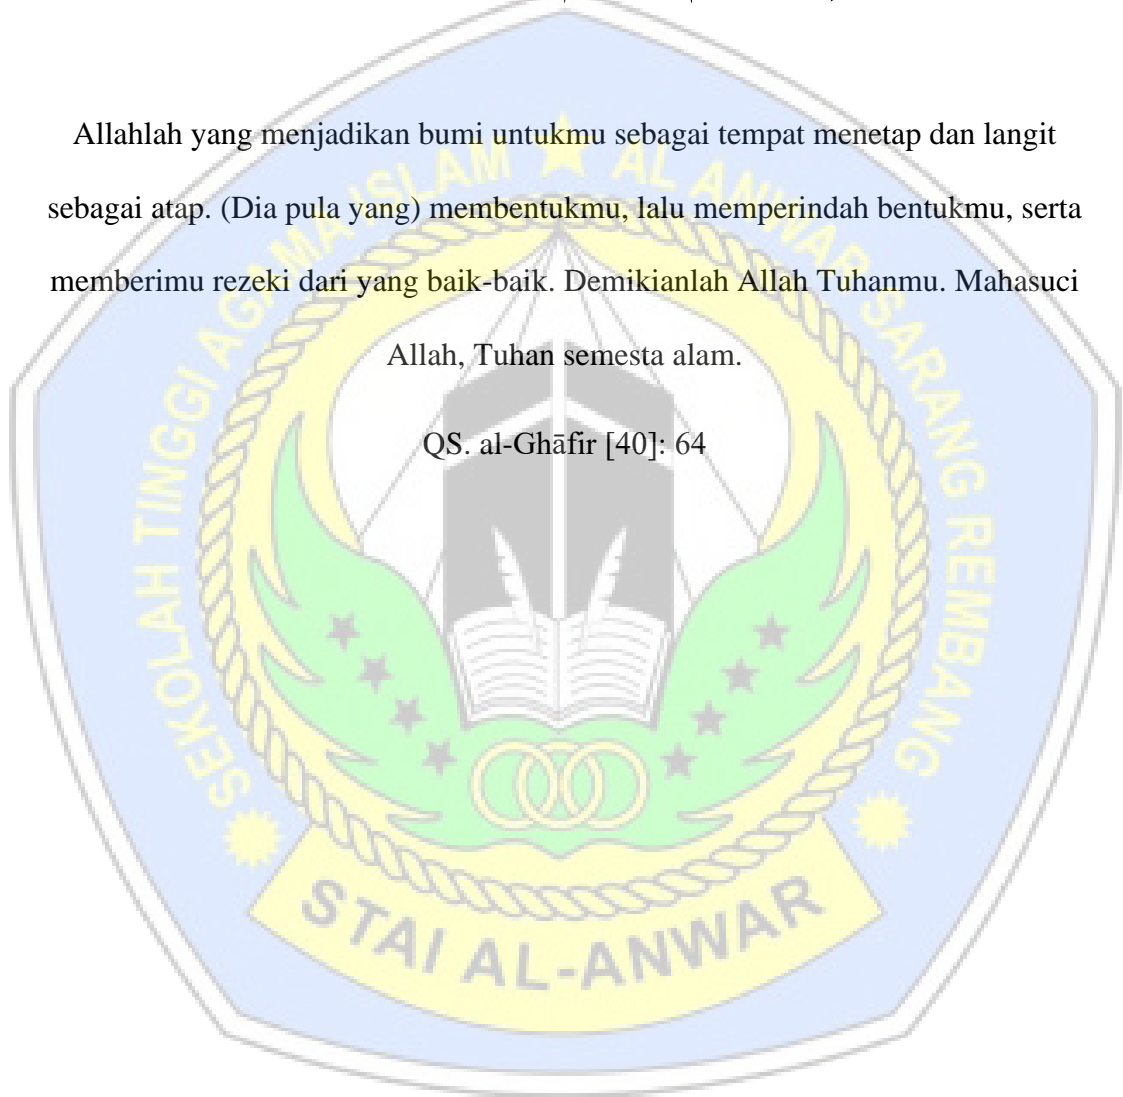 Allahlah yang menjadikan bumi untukmu sebagai tempat menetap dan langit
sebagai atap. (Dia pula yang) membentukmu, lalu memperindah bentukmu, serta
memberimu rezeki dari yang baik-baik. Demikianlah Allah Tuhanmu. Mahasuci
Allah, Tuhan semesta alam.
QS. al-Ghāfir [40]: 64
SEKOLAH TINGGI AGAMA ISLAM ★ AL ANWAR SARANG REMBANG
STAI AL-ANWAR